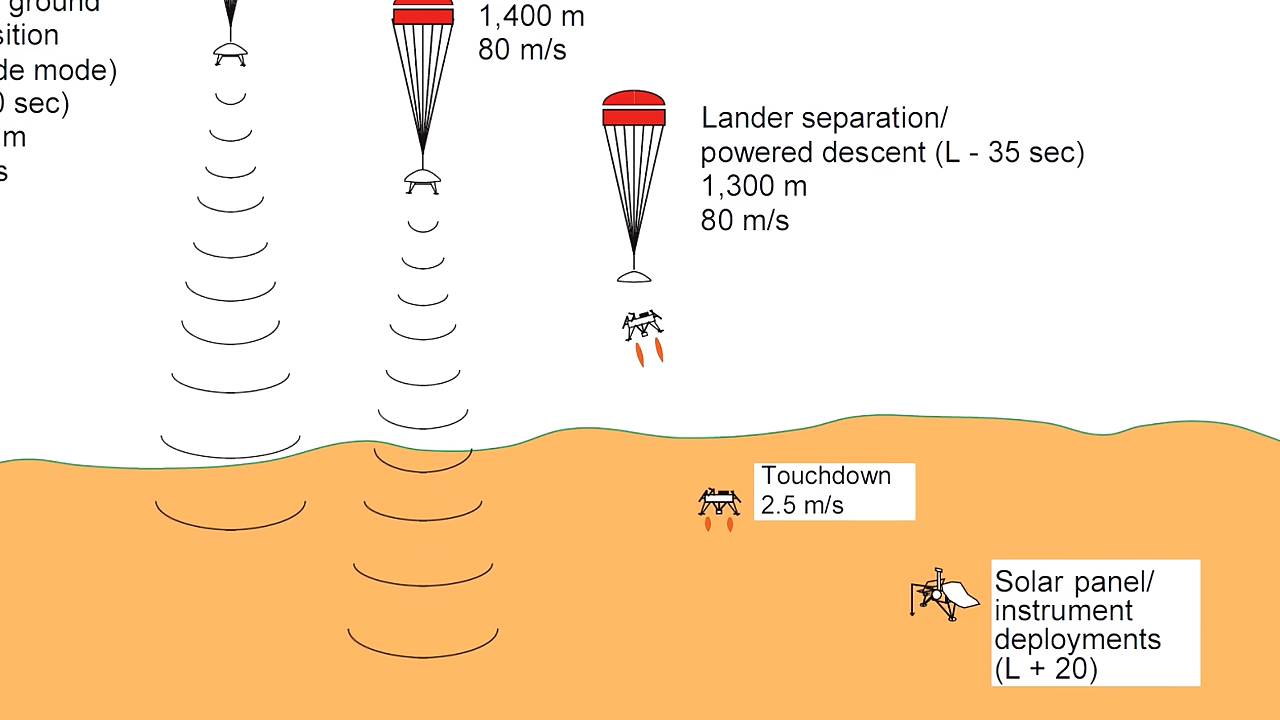 ground
de mode)
sec)
m
1,400 m
80 m/s
Lander separation/
powered descent (L - 35 sec)
1,300 m
80 m/s
Touchdown
2.5 m/s
Solar panel/
instrument
deployments
(L + 20)